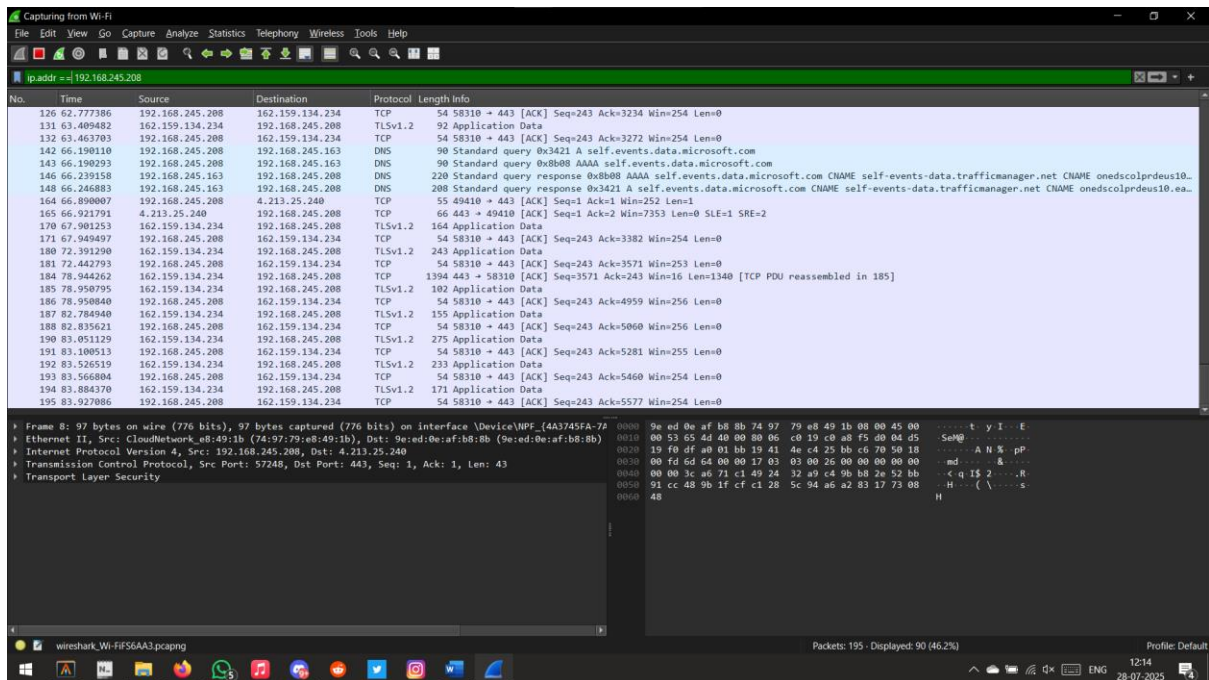 Capturing from Wi-Fi
File Edit View Go Capture Analyze Statistics Telephony Wireless Tools Help
ip.addr == 192.168.245.208
No. Time Source Destination Protocol Length Info
126 62.777386 192.168.245.208 162.159.134.234 TCP 54 58310 → 443 [ACK] Seq=243 Ack=3234 Win=254 Len=0
131 63.409482 162.159.134.234 192.168.245.208 TLSv1.2 92 Application Data
132 63.463703 192.168.245.208 162.159.134.234 TCP 54 58310 → 443 [ACK] Seq=243 Ack=3272 Win=254 Len=0
142 66.190110 192.168.245.208 192.168.245.163 DNS 90 Standard query 0x3421 A self.events.data.microsoft.com
143 66.190293 192.168.245.208 192.168.245.163 DNS 90 Standard query 0x8b08 AAAA self.events.data.microsoft.com
146 66.239158 192.168.245.163 192.168.245.208 DNS 220 Standard query response 0x8b08 AAAA self.events.data.microsoft.com CNAME self-events-data.trafficmanager.net CNAME onedscolprdeus10…
148 66.246883 192.168.245.163 192.168.245.208 DNS 208 Standard query response 0x3421 A self.events.data.microsoft.com CNAME self-events-data.trafficmanager.net CNAME onedscolprdeus10.ea…
164 66.890007 192.168.245.208 4.213.25.240 TCP 55 49410 → 443 [ACK] Seq=1 Ack=1 Win=252 Len=1
165 66.921791 4.213.25.240 192.168.245.208 TCP 66 443 → 49410 [ACK] Seq=1 Ack=2 Win=7353 Len=0 SLE=1 SRE=2
170 67.901253 162.159.134.234 192.168.245.208 TLSv1.2 164 Application Data
171 67.949497 192.168.245.208 162.159.134.234 TCP 54 58310 → 443 [ACK] Seq=243 Ack=3382 Win=254 Len=0
180 72.391290 162.159.134.234 192.168.245.208 TLSv1.2 243 Application Data
181 72.442793 192.168.245.208 162.159.134.234 TCP 54 58310 → 443 [ACK] Seq=243 Ack=3571 Win=253 Len=0
184 78.944262 162.159.134.234 192.168.245.208 TCP 1394 443 → 58310 [ACK] Seq=3571 Ack=243 Win=16 Len=1340 [TCP PDU reassembled in 185]
185 78.950795 162.159.134.234 192.168.245.208 TLSv1.2 102 Application Data
186 78.950840 192.168.245.208 162.159.134.234 TCP 54 58310 → 443 [ACK] Seq=243 Ack=4959 Win=256 Len=0
187 82.784940 162.159.134.234 192.168.245.208 TLSv1.2 155 Application Data
188 82.835621 192.168.245.208 162.159.134.234 TCP 54 58310 → 443 [ACK] Seq=243 Ack=5060 Win=256 Len=0
190 83.051129 162.159.134.234 192.168.245.208 TLSv1.2 275 Application Data
191 83.100513 192.168.245.208 162.159.134.234 TCP 54 58310 → 443 [ACK] Seq=243 Ack=5281 Win=255 Len=0
192 83.526519 162.159.134.234 192.168.245.208 TLSv1.2 233 Application Data
193 83.566804 192.168.245.208 162.159.134.234 TCP 54 58310 → 443 [ACK] Seq=243 Ack=5460 Win=254 Len=0
194 83.884370 162.159.134.234 192.168.245.208 TLSv1.2 171 Application Data
195 83.927086 192.168.245.208 162.159.134.234 TCP 54 58310 → 443 [ACK] Seq=243 Ack=5577 Win=254 Len=0
Frame 8: 97 bytes on wire (776 bits), 97 bytes captured (776 bits) on interface \Device\NPF_{4A3745FA-7A
Ethernet II, Src: CloudNetwork_e8:49:1b (74:97:79:e8:49:1b), Dst: 9e:ed:0e:af:b8:8b (9e:ed:0e:af:b8:8b)
Internet Protocol Version 4, Src: 192.168.245.208, Dst: 4.213.25.240
Transmission Control Protocol, Src Port: 57248, Dst Port: 443, Seq: 1, Ack: 1, Len: 43
Transport Layer Security
0000 9e ed 0e af b8 8b 74 97 79 e8 49 1b 08 00 45 00 ······t· y·I···E·
0010 00 53 65 4d 40 00 80 06 c0 19 c0 a8 f5 d0 04 d5 ·SeM@··· ········
0020 19 f0 df a0 01 bb 19 41 4e c4 25 bb c6 70 50 18 ·······A N·%··pP·
0030 00 fd 6d 64 00 00 17 03 03 00 26 00 00 00 00 00 ··md···· ··&·····
0040 00 00 3c a6 71 c1 49 24 32 a9 c4 9b b8 2e 52 bb ··<·q·I$ 2····.R·
0050 91 cc 48 9b 1f cf c1 28 5c 94 a6 a2 83 17 73 08 ··H····( \·····s·
0060 48 H
wireshark_Wi-FiFS6AA3.pcapng
Packets: 195 · Displayed: 90 (46.2%)
Profile: Default
ENG
12:14
28-07-2025